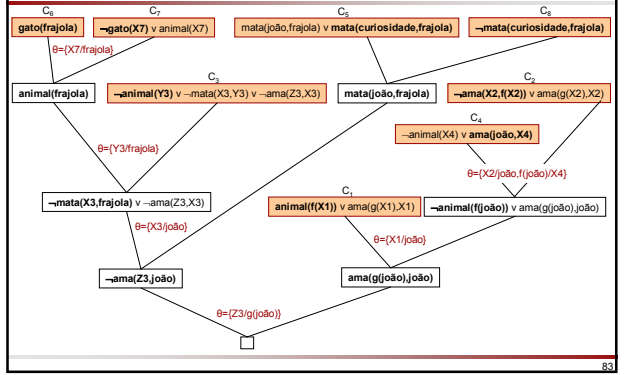 C6 C7 C5 C8
gato(frajola) ¬gato(X7) v animal(X7) mata(joão,frajola) v mata(curiosidade,frajola) ¬mata(curiosidade,frajola)
θ={X7/frajola}
C3 C2
animal(frajola) ¬animal(Y3) v ¬mata(X3,Y3) v ¬ama(Z3,X3) mata(joão,frajola) ¬ama(X2,f(X2)) v ama(g(X2),X2)
C4
¬animal(X4) v ama(joão,X4)
θ={Y3/frajola}
θ={X2/joão,f(joão)/X4}
C1
¬mata(X3,frajola) v ¬ama(Z3,X3) animal(f(X1)) v ama(g(X1),X1) ¬animal(f(joão)) v ama(g(joão),joão)
θ={X3/joão} θ={X1/joão}
¬ama(Z3,joão) ama(g(joão),joão)
θ={Z3/g(joão)}
83